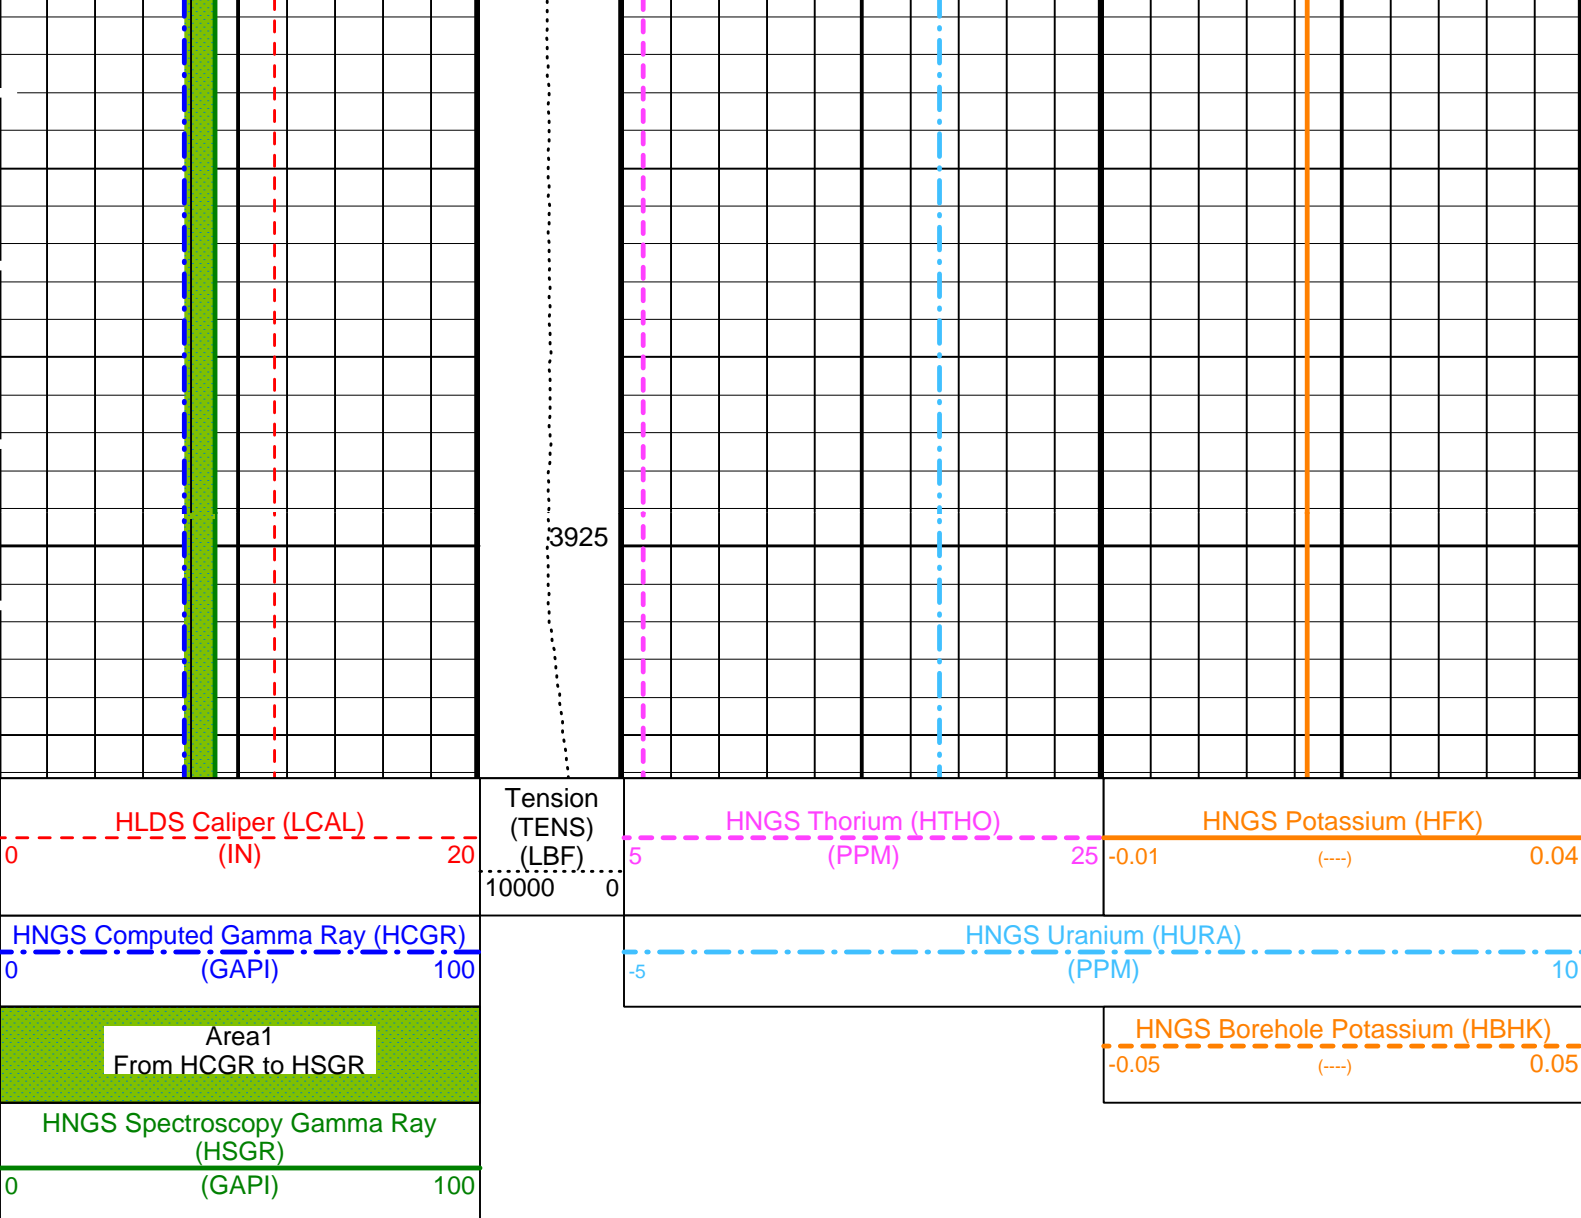 3925
HLDS Caliper (LCAL)
0 (IN) 20
Tension
(TENS)
(LBF)
10000 0
HNGS Thorium (HTHO)
5 (PPM) 25
HNGS Potassium (HFK)
-0.01 (----) 0.04
HNGS Computed Gamma Ray (HCGR)
0 (GAPI) 100
HNGS Uranium (HURA)
-5 (PPM) 10
Area1
From HCGR to HSGR
HNGS Borehole Potassium (HBHK)
-0.05 (----) 0.05
HNGS Spectroscopy Gamma Ray
(HSGR)
0 (GAPI) 100